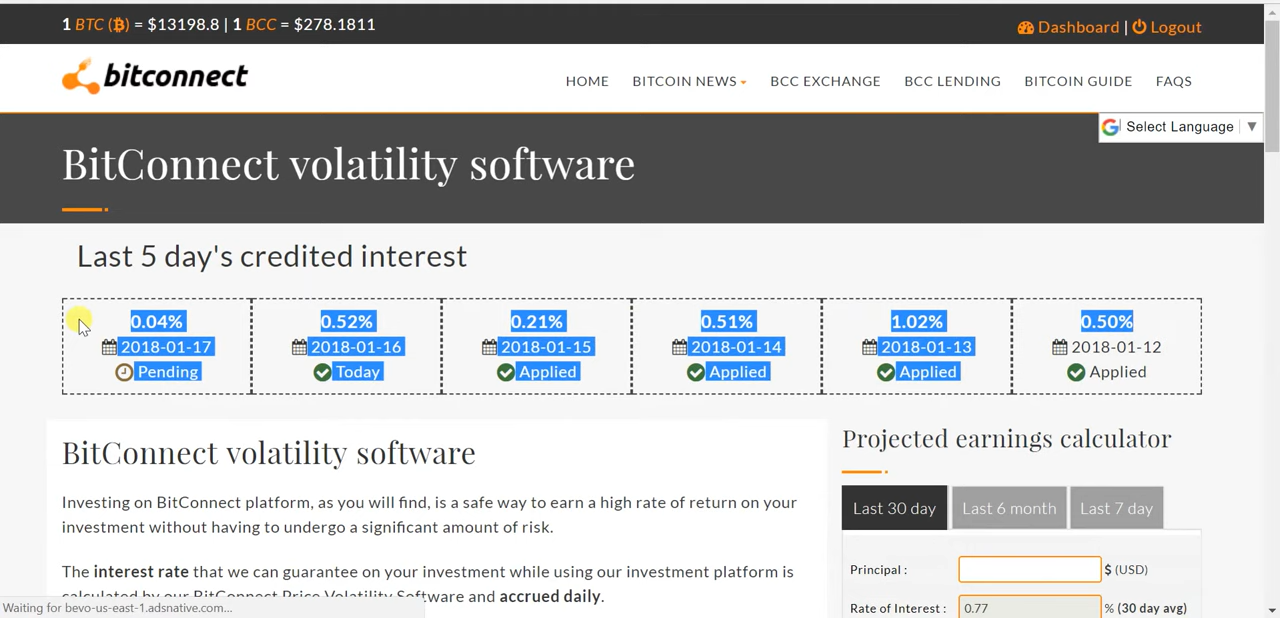 1 BTC (₿) = $13198.8 | 1 BCC = $278.1811
Dashboard | Logout
bitconnect
HOME BITCOIN NEWS BCC EXCHANGE BCC LENDING BITCOIN GUIDE FAQS
G Select Language ▼
BitConnect volatility software
Last 5 day's credited interest
0.04% 0.52% 0.21% 0.51% 1.02% 0.50%
2018-01-17 2018-01-16 2018-01-15 2018-01-14 2018-01-13 2018-01-12
Pending Today Applied Applied Applied Applied
BitConnect volatility software
Investing on BitConnect platform, as you will find, is a safe way to earn a high rate of return on your
investment without having to undergo a significant amount of risk.
The interest rate that we can guarantee on your investment while using our investment platform is
calculated by our BitConnect Price Volatility Software and accrued daily.
Projected earnings calculator
Last 30 day Last 6 month Last 7 day
Principal : $ (USD)
Rate of Interest : 0.77 % (30 day avg)
Waiting for bevo-us-east-1.adsnative.com...